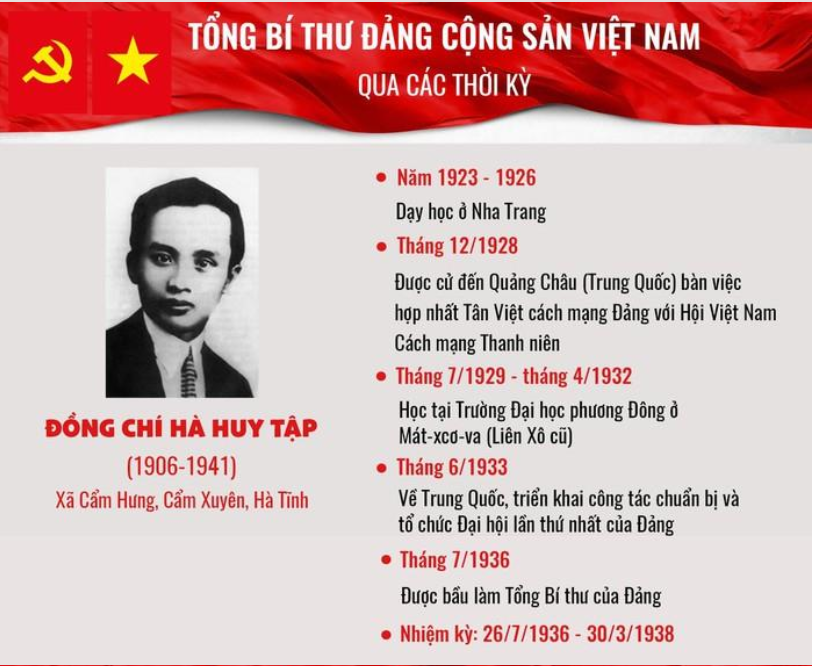 TỔNG BÍ THƯ ĐẢNG CỘNG SẢN VIỆT NAM
QUA CÁC THỜI KỲ
ĐỒNG CHÍ HÀ HUY TẬP
(1906-1941)
Xã Cẩm Hưng, Cẩm Xuyên, Hà Tĩnh
Năm 1923 - 1926
Dạy học ở Nha Trang
Tháng 12/1928
Được cử đến Quảng Châu (Trung Quốc) bàn việc
hợp nhất Tân Việt cách mạng Đảng với Hội Việt Nam
Cách mạng Thanh niên
Tháng 7/1929 - tháng 4/1932
Học tại Trường Đại học phương Đông ở
Mát-xcơ-va (Liên Xô cũ)
Tháng 6/1933
Về Trung Quốc, triển khai công tác chuẩn bị và
tổ chức Đại hội lần thứ nhất của Đảng
Tháng 7/1936
Được bầu làm Tổng Bí thư của Đảng
Nhiệm kỳ: 26/7/1936 - 30/3/1938